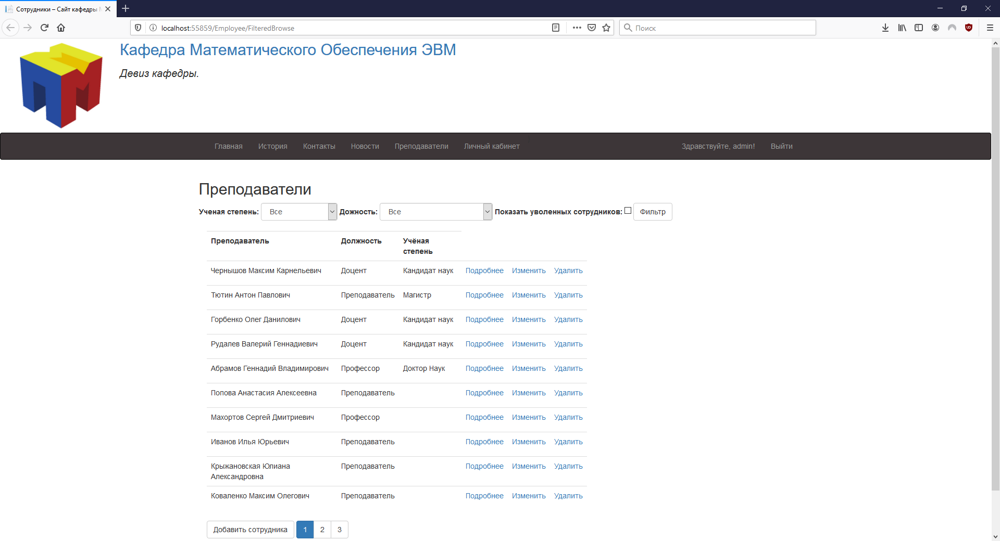 Сотрудники – Сайт кафедры
localhost:55859/Employee/FilteredBrowse
Поиск
Кафедра Математического Обеспечения ЭВМ
Девиз кафедры.
Главная История Контакты Новости Преподаватели Личный кабинет Здравствуйте, admin! Выйти
Преподаватели
Ученая степень: Все Дожность: Все Показать уволенных сотрудников: Фильтр
Преподаватель Должность Учёная
степень
Чернышов Максим Карнельевич Доцент Кандидат наук Подробнее Изменить Удалить
Тютин Антон Павлович Преподаватель Магистр Подробнее Изменить Удалить
Горбенко Олег Данилович Доцент Кандидат наук Подробнее Изменить Удалить
Рудалев Валерий Геннадиевич Доцент Кандидат наук Подробнее Изменить Удалить
Абрамов Геннадий Владимирович Профессор Доктор Наук Подробнее Изменить Удалить
Попова Анастасия Алексеевна Преподаватель Подробнее Изменить Удалить
Махортов Сергей Дмитриевич Профессор Подробнее Изменить Удалить
Иванов Илья Юрьевич Преподаватель Подробнее Изменить Удалить
Крыжановская Юлиана Преподаватель Подробнее Изменить Удалить
Александровна
Коваленко Максим Олегович Преподаватель Подробнее Изменить Удалить
Добавить сотрудника 1 2 3